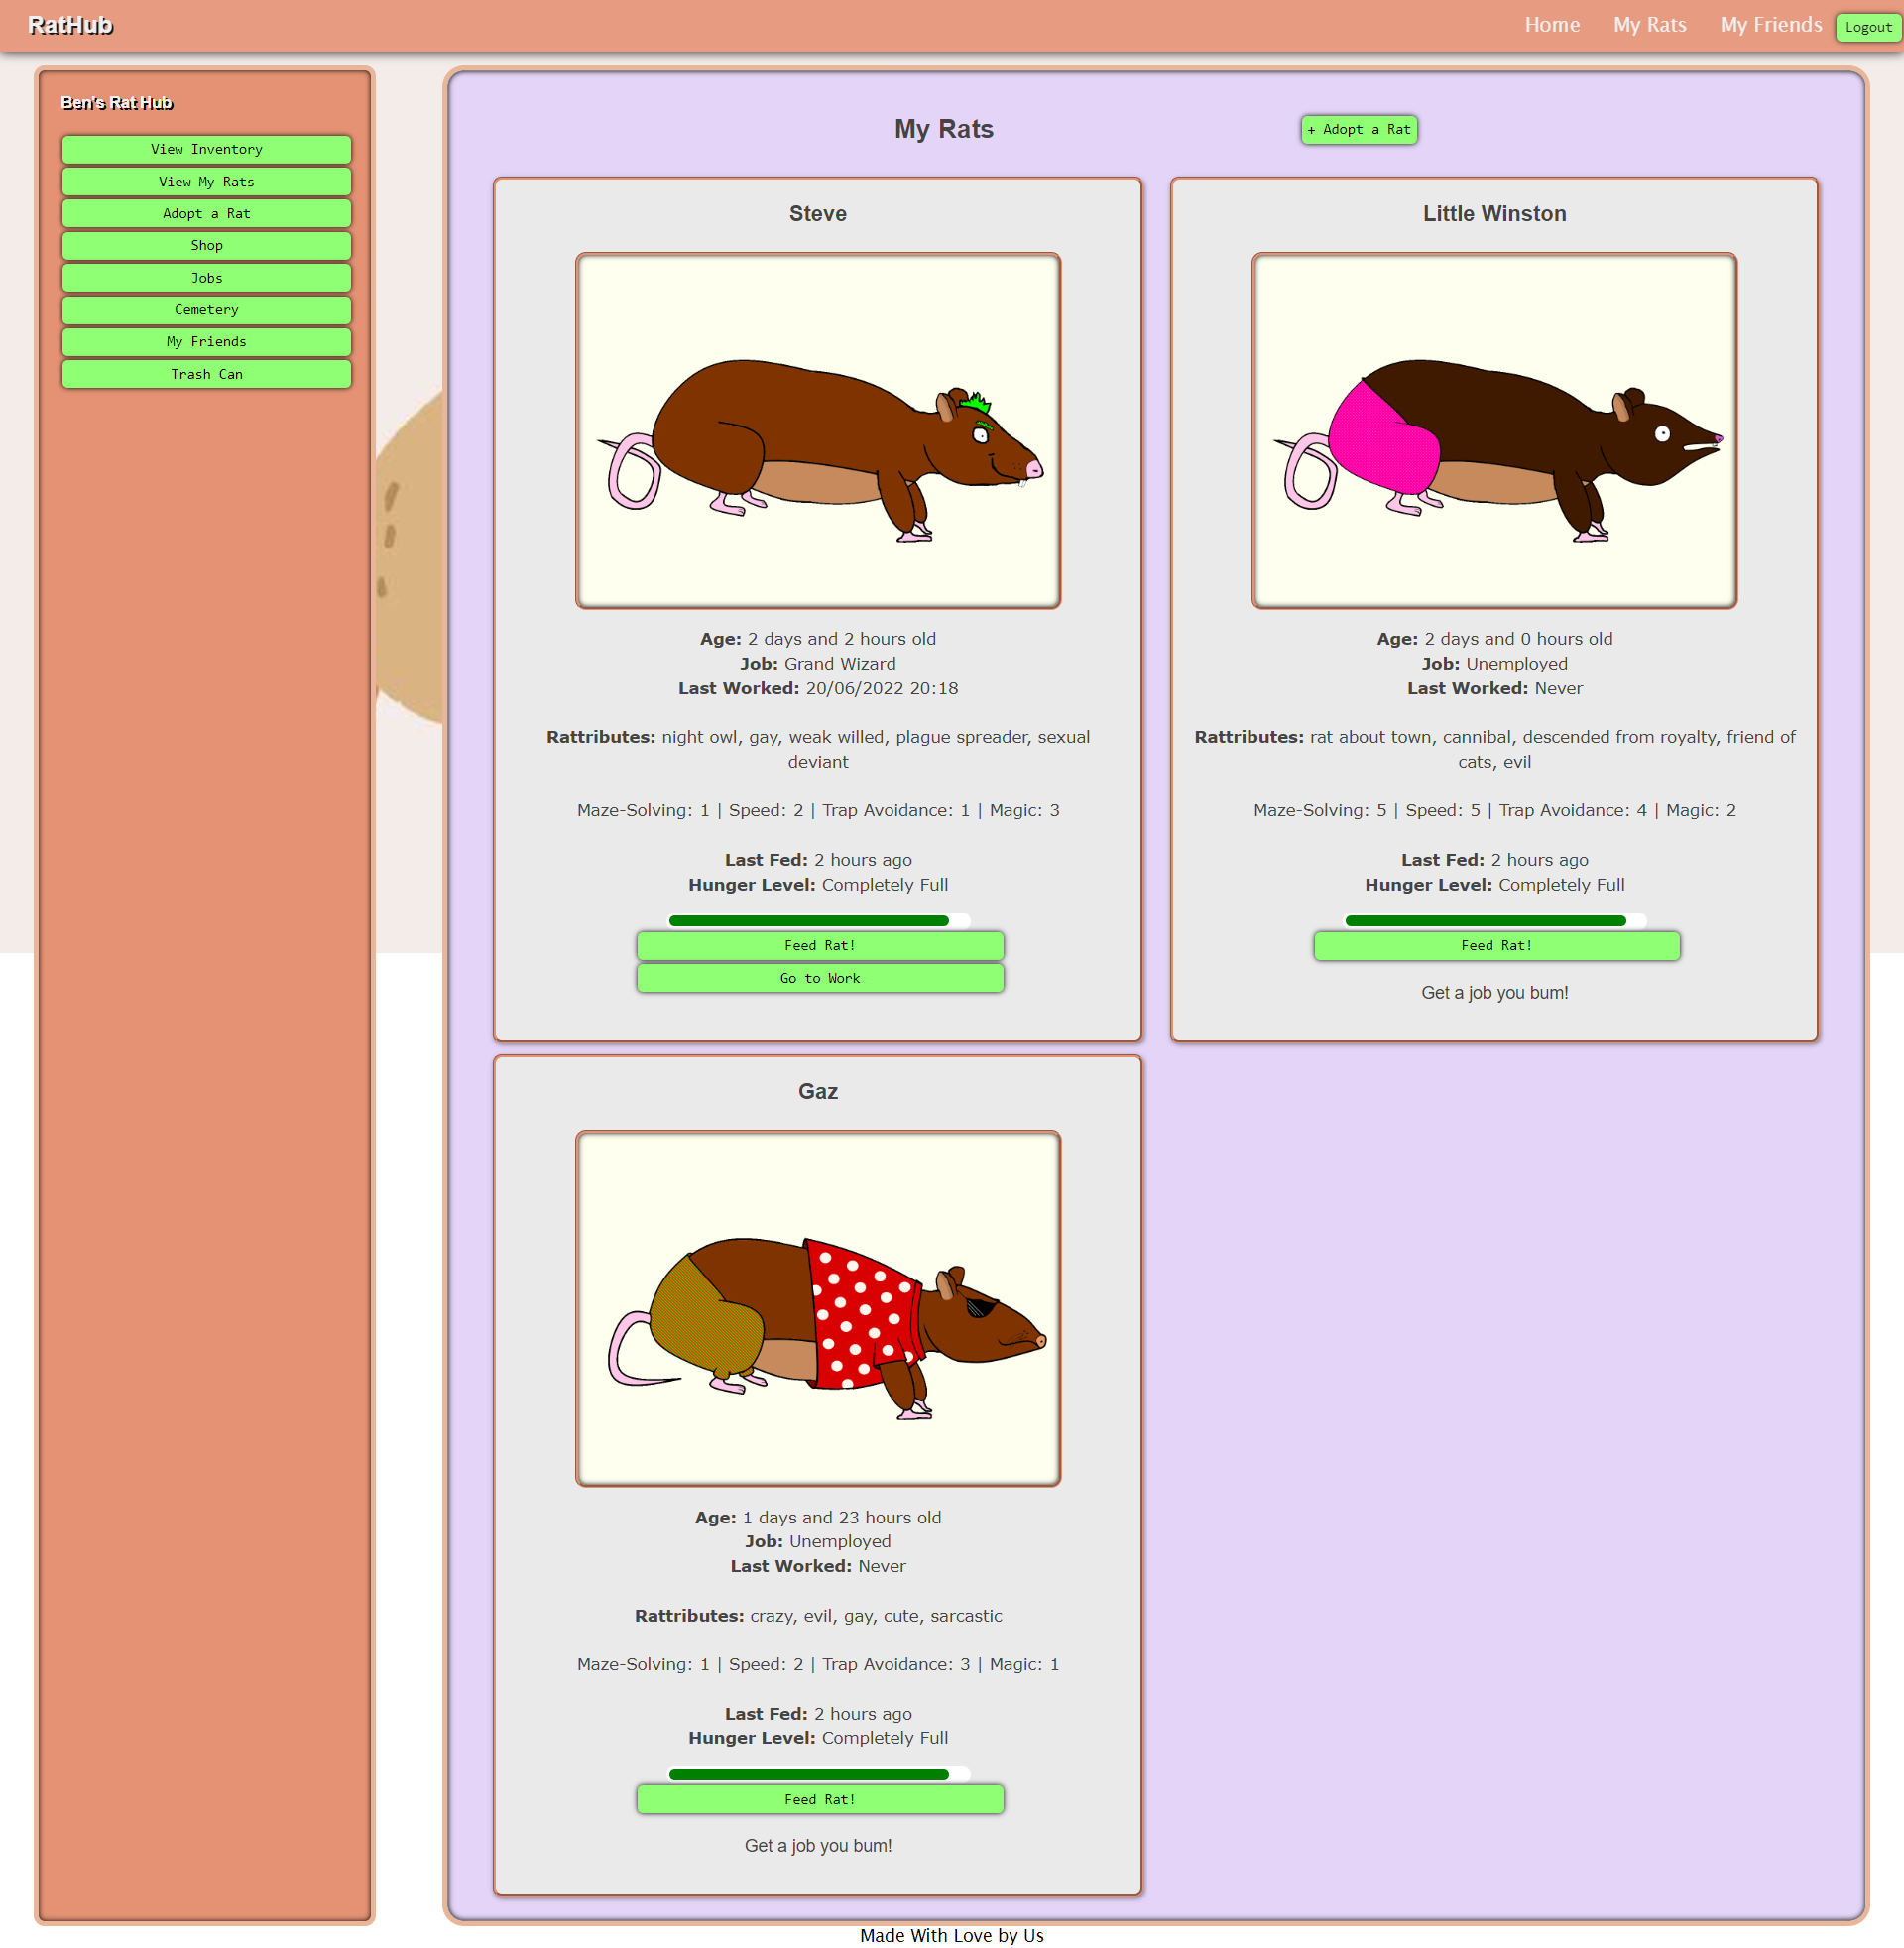 RatHub
Home
My Rats
My Friends
Logout
Ben's Rat Hub
View Inventory
View My Rats
Adopt a Rat
Shop
Jobs
Cemetery
My Friends
Trash Can
My Rats
+ Adopt a Rat
Steve
Age: 2 days and 2 hours old
Job: Grand Wizard
Last Worked: 20/06/2022 20:18
Rattributes: night owl, gay, weak willed, plague spreader, sexual
deviant
Maze-Solving: 1 | Speed: 2 | Trap Avoidance: 1 | Magic: 3
Last Fed: 2 hours ago
Hunger Level: Completely Full
Feed Rat!
Go to Work
Little Winston
Age: 2 days and 0 hours old
Job: Unemployed
Last Worked: Never
Rattributes: rat about town, cannibal, descended from royalty, friend of
cats, evil
Maze-Solving: 5 | Speed: 5 | Trap Avoidance: 4 | Magic: 2
Last Fed: 2 hours ago
Hunger Level: Completely Full
Feed Rat!
Get a job you bum!
Gaz
Age: 1 days and 23 hours old
Job: Unemployed
Last Worked: Never
Rattributes: crazy, evil, gay, cute, sarcastic
Maze-Solving: 1 | Speed: 2 | Trap Avoidance: 3 | Magic: 1
Last Fed: 2 hours ago
Hunger Level: Completely Full
Feed Rat!
Get a job you bum!
Made With Love by Us